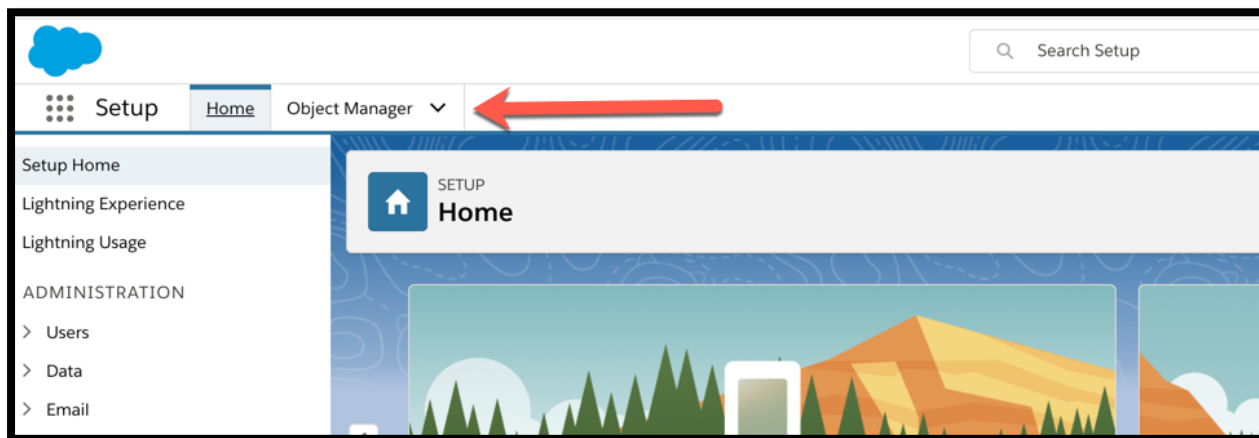 Search Setup
Setup Home Object Manager
Setup Home
Lightning Experience
Lightning Usage
ADMINISTRATION
Users
Data
Email
SETUP
Home